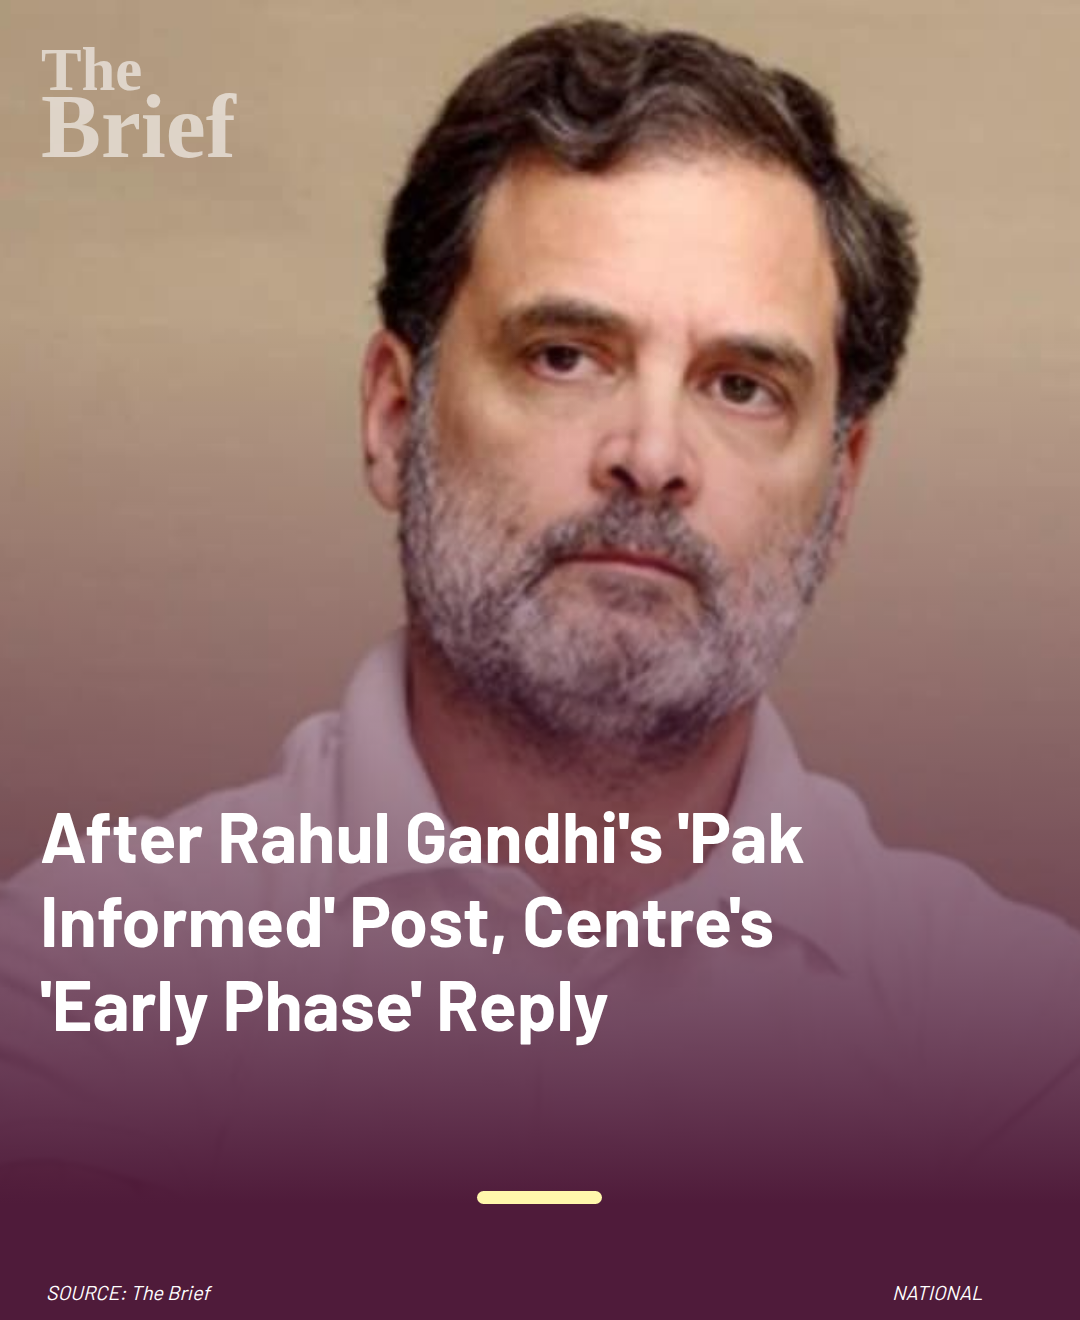 The
Brief
After Rahul Gandhi's 'Pak
Informed' Post, Centre's
'Early Phase' Reply
SOURCE: The Brief
NATIONAL